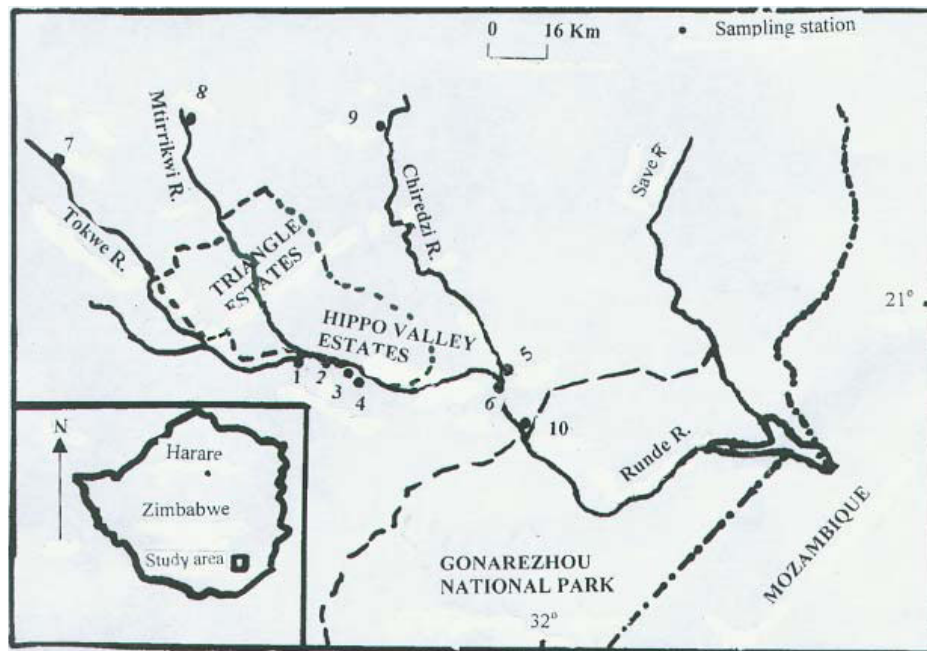 0 16 Km
Sampling station
8
9
7
Mtirrikwi R.
Chiredzi R.
Save R
Tokwe R.
TRIANGLE
ESTATES
21°
HIPPO VALLEY
ESTATES
5
1 2 3 4
6
10
Runde R.
N
Harare
Zimbabwe
Study area
GONAREZHOU
NATIONAL PARK
MOZAMBIQUE
32°